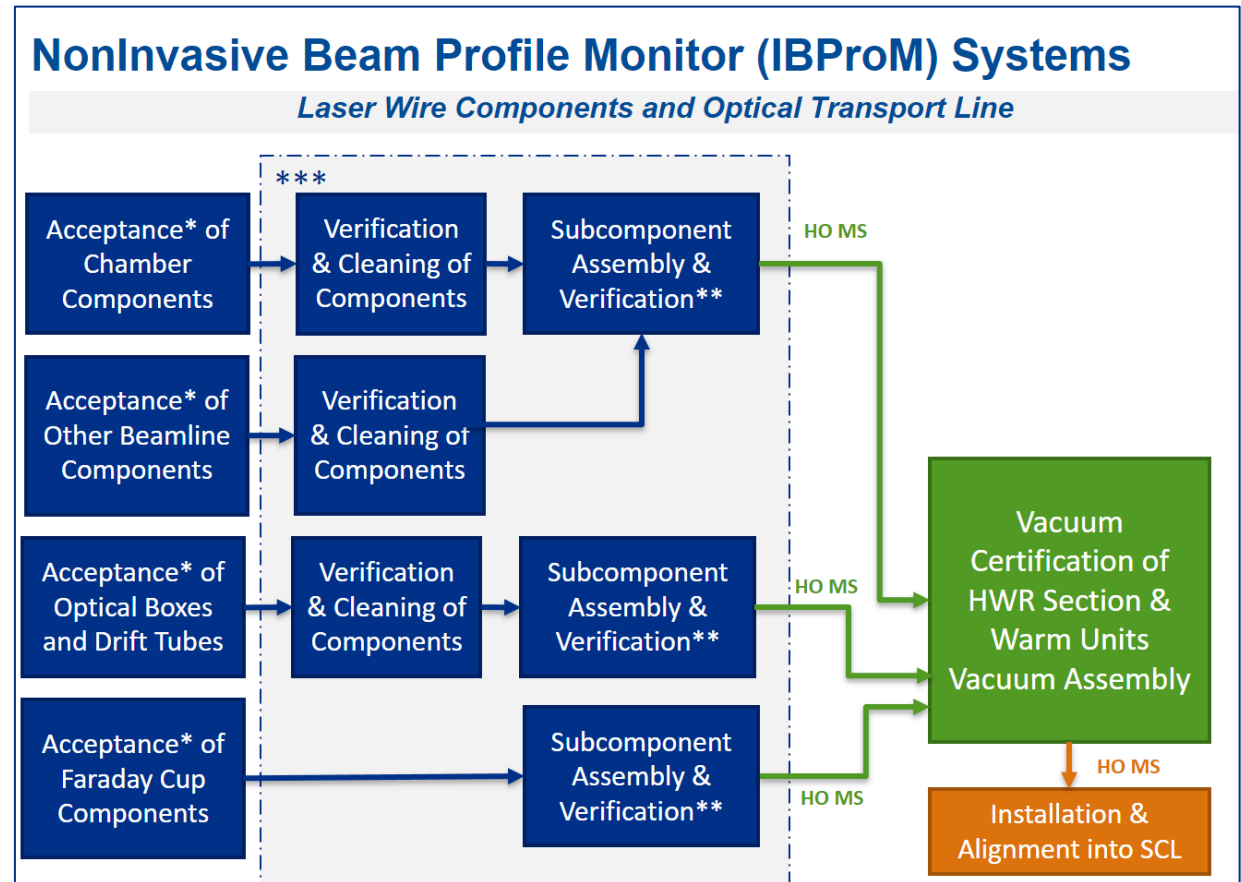 NonInvasive Beam Profile Monitor (IBProM) Systems
Laser Wire Components and Optical Transport Line
***
Acceptance* of
Chamber
Components
Verification
& Cleaning of
Components
Subcomponent
Assembly &
Verification**
HO MS
Acceptance* of
Other Beamline
Components
Verification
& Cleaning of
Components
Acceptance* of
Optical Boxes
and Drift Tubes
Verification
& Cleaning of
Components
Subcomponent
Assembly &
Verification**
HO MS
Acceptance* of
Faraday Cup
Components
Subcomponent
Assembly &
Verification**
HO MS
Vacuum
Certification of
HWR Section &
Warm Units
Vacuum Assembly
HO MS
Installation &
Alignment into SCL